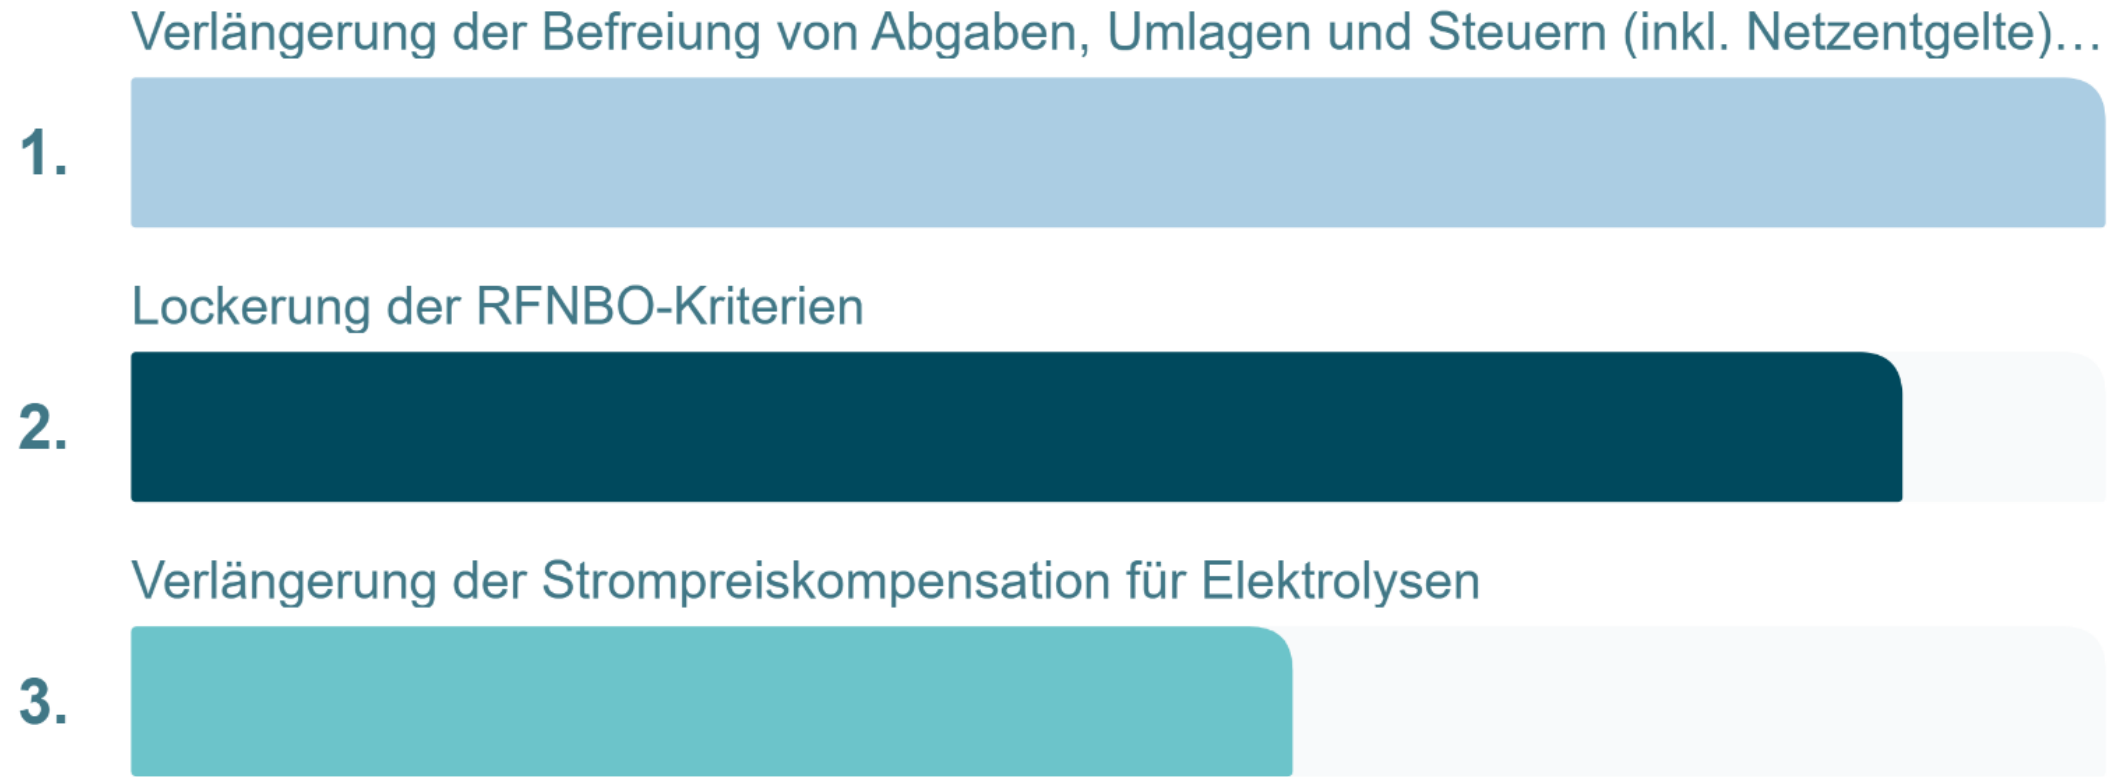 Verlängerung der Befreiung von Abgaben, Umlagen und Steuern (inkl. Netzentgelte)…
1.
Lockerung der RFNBO-Kriterien
2.
Verlängerung der Strompreiskompensation für Elektrolysen
3.